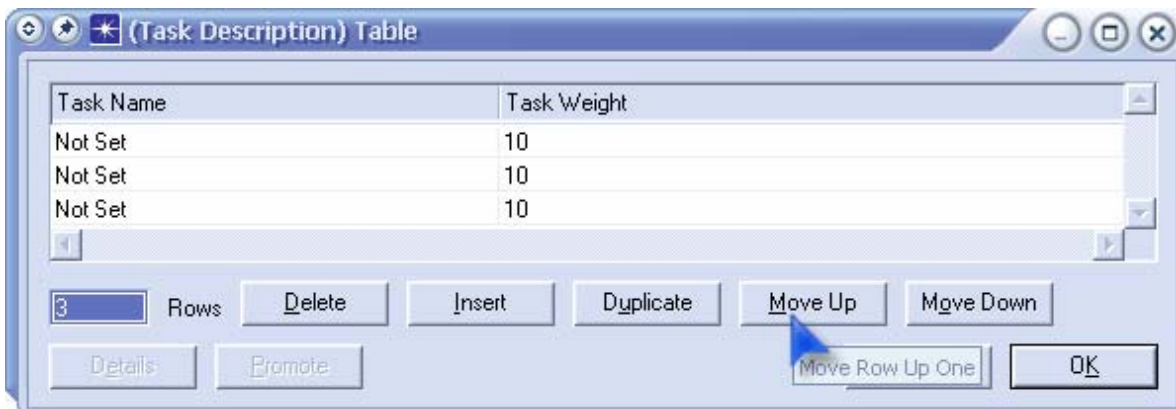 (Task Description) Table
Task Name Task Weight
Not Set 10
Not Set 10
Not Set 10
3 Rows Delete Insert Duplicate Move Up Move Down
Details Promote Move Row Up One OK